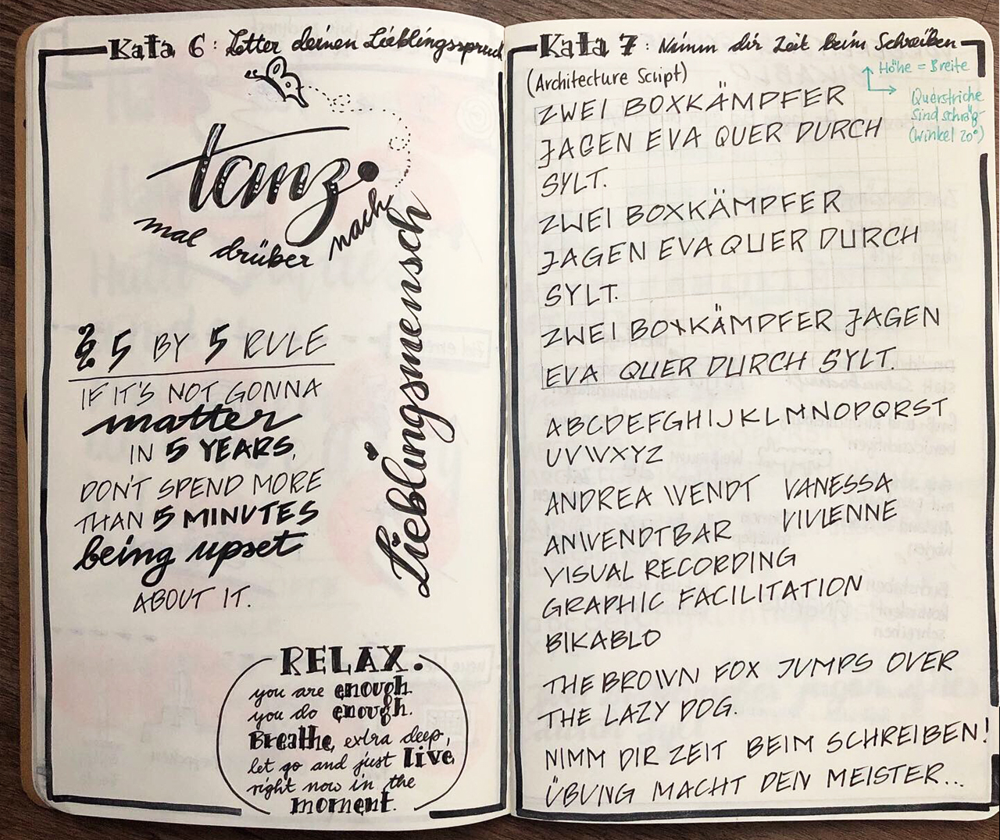 Kata 6: Letter deinen Lieblingsspruch
tanz.
mal drüber nach
Lieblingsmensch
5 BY 5 RULE
IF IT'S NOT GONNA
matter
IN 5 YEARS,
DON'T SPEND MORE
THAN 5 MINUTES
being upset
ABOUT IT.
RELAX.
you are enough.
you do enough.
Breathe, extra deep,
let go and just live
right now in the
moment.
Kata 7: Nimm dir Zeit beim Schreiben
(Architecture Script)
Höhe = Breite
Querstriche
sind schräg
(Winkel 20°)
ZWEI BOXKÄMPFER
JAGEN EVA QUER DURCH
SYLT.
ZWEI BOXKÄMPFER
JAGEN EVA QUER DURCH
SYLT.
ZWEI BOXKÄMPFER JAGEN
EVA QUER DURCH SYLT.
ABCDEFGHIJKLMNOPQRST
UVWXYZ
ANDREA WENDT VANESSA
ANWENDTBAR VIVIENNE
VISUAL RECORDING
GRAPHIC FACILITATION
BIKABLO
THE BROWN FOX JUMPS OVER
THE LAZY DOG.
NIMM DIR ZEIT BEIM SCHREIBEN!
ÜBUNG MACHT DEN MEISTER...